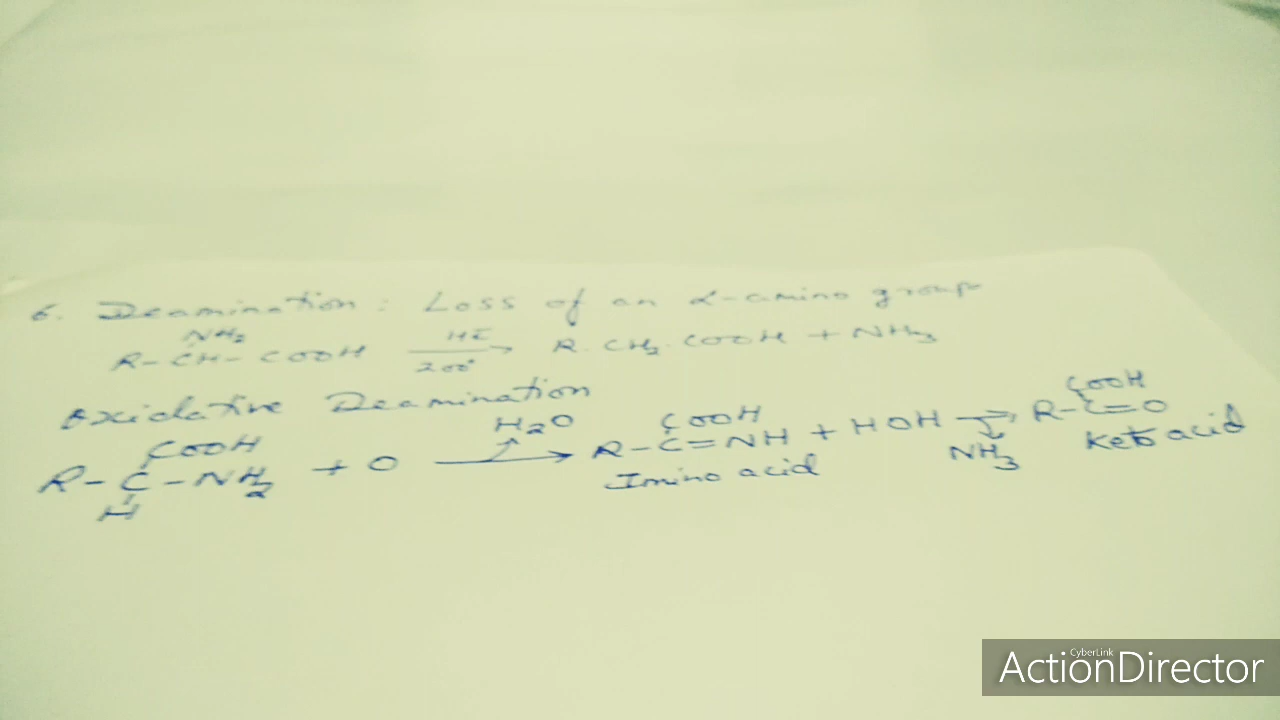 6. Deamination : Loss of an α-amino group
NH2
R-CH-COOH HI R.CH2.COOH + NH3
200°
Oxidative Deamination
COOH H2O COOH COOH
R-C-NH2 + O R-C=NH + HOH R-C=O
H Imino acid NH3 Keto acid
CyberLink
ActionDirector